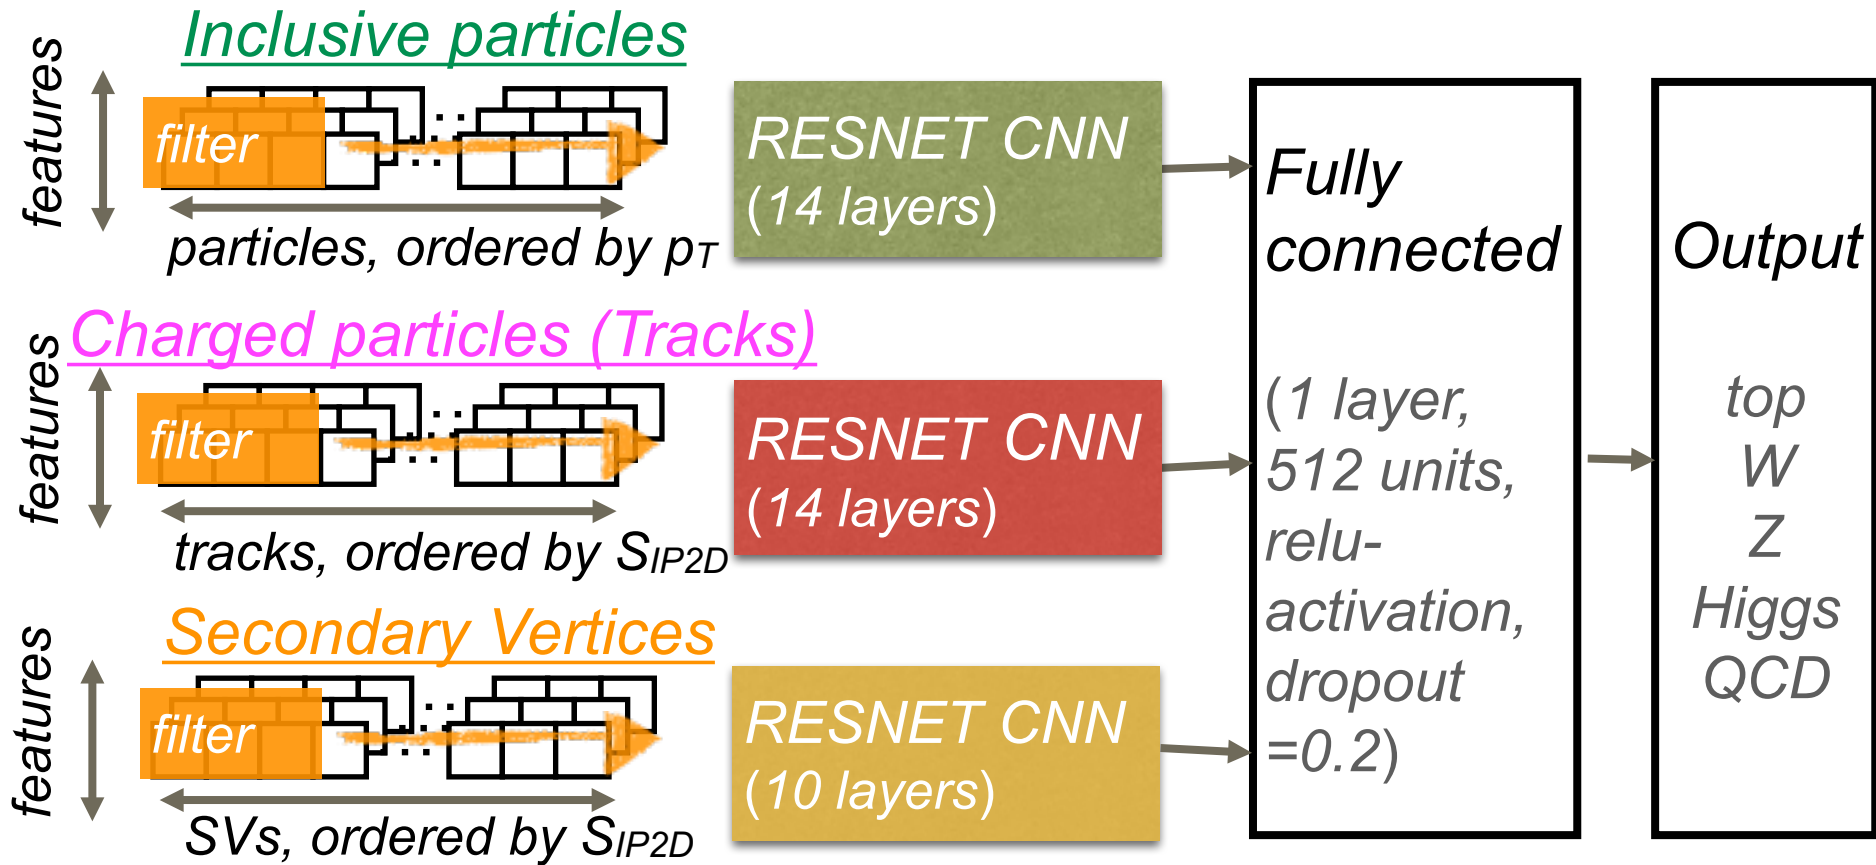 Inclusive particles
features
filter
particles, ordered by pT
RESNET CNN
(14 layers)
Charged particles (Tracks)
features
filter
tracks, ordered by SIP2D
RESNET CNN
(14 layers)
Secondary Vertices
features
filter
SVs, ordered by SIP2D
RESNET CNN
(10 layers)
Fully
connected
(1 layer,
512 units,
relu-
activation,
dropout
=0.2)
Output
top
W
Z
Higgs
QCD